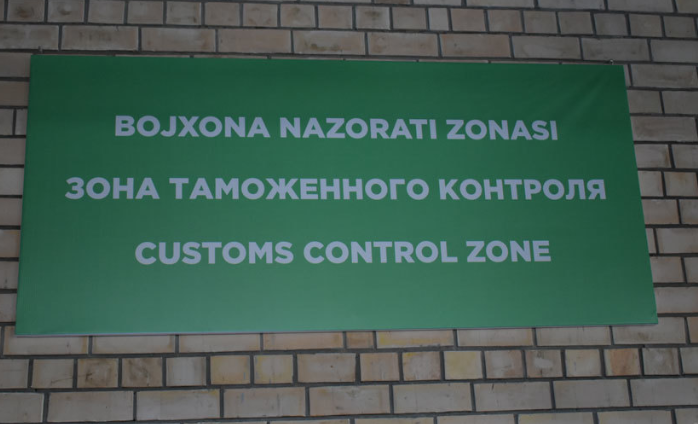 BOJXONA NAZORATI ZONASI
ЗОНА ТАМОЖЕННОГО КОНТРОЛЯ
CUSTOMS CONTROL ZONE